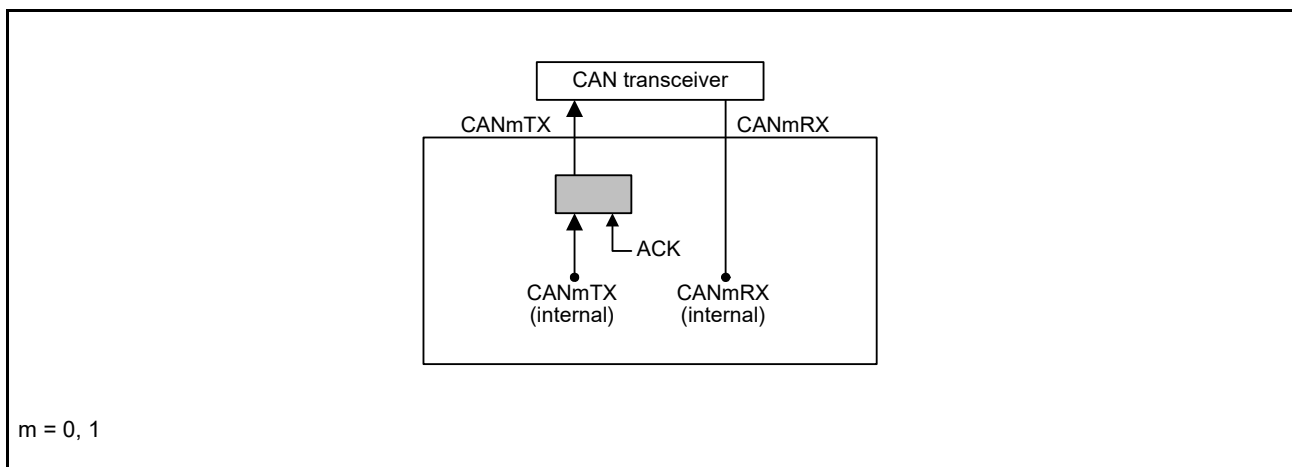 CAN transceiver
CANmTX
CANmRX
ACK
CANmTX
(internal)
CANmRX
(internal)
m = 0, 1